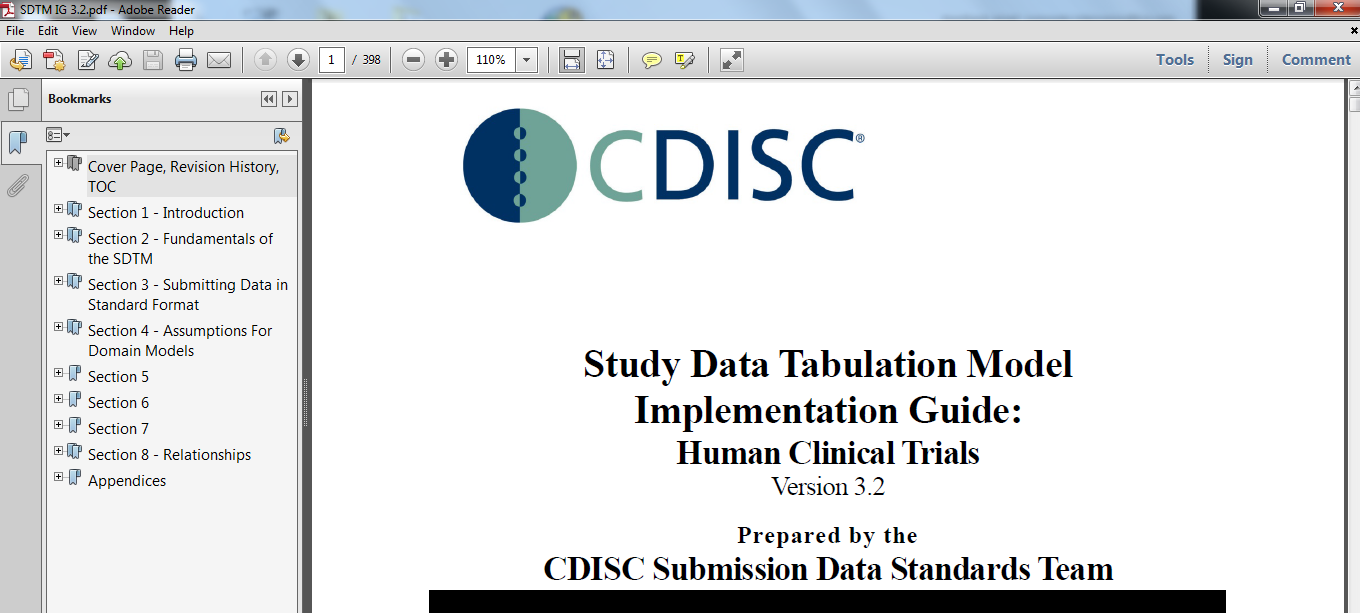 SDTM IG 3.2.pdf - Adobe Reader
File Edit View Window Help
1 / 398 110% Tools Sign Comment
Bookmarks
Cover Page, Revision History,
TOC
Section 1 - Introduction
Section 2 - Fundamentals of
the SDTM
Section 3 - Submitting Data in
Standard Format
Section 4 - Assumptions For
Domain Models
Section 5
Section 6
Section 7
Section 8 - Relationships
Appendices
CDISC®
Study Data Tabulation Model
Implementation Guide:
Human Clinical Trials
Version 3.2
Prepared by the
CDISC Submission Data Standards Team